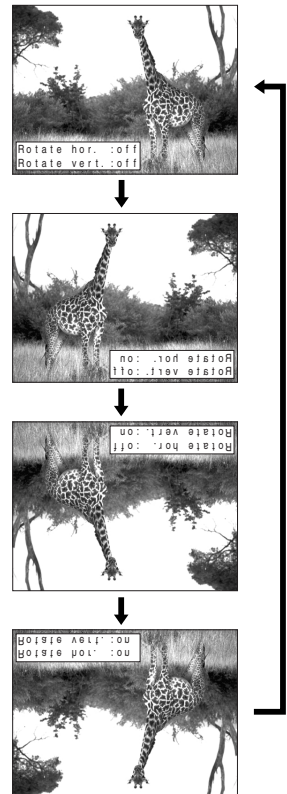 Rotate hor. :off
Rotate vert.:off
Rotate hor. :on
Rotate vert.:off
Rotate hor. :off
Rotate vert.:on
Rotate hor. :on
Rotate vert.:on